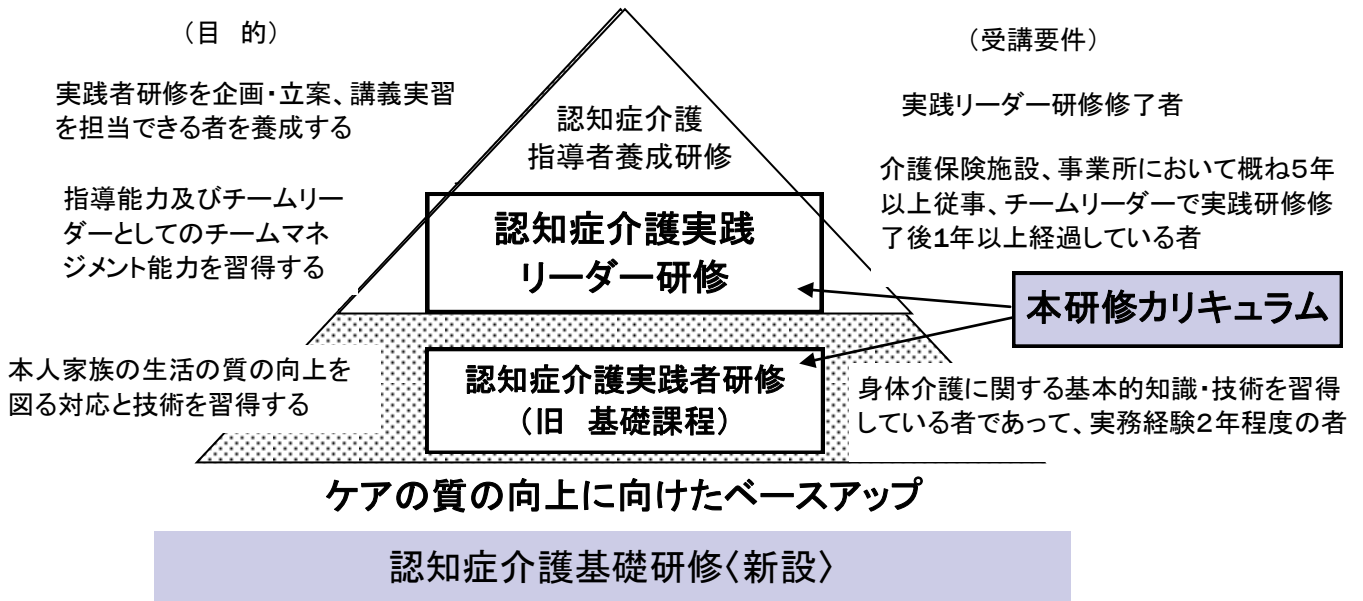 （目　的）
（受講要件）
実践者研修を企画・立案、講義実習
を担当できる者を養成する
認知症介護
指導者養成研修
実践リーダー研修修了者
指導能力及びチームリー
ダーとしてのチームマネ
ジメント能力を習得する
認知症介護実践
リーダー研修
介護保険施設、事業所において概ね５年
以上従事、チームリーダーで実践研修修
了後1年以上経過している者
本研修カリキュラム
本人家族の生活の質の向上を
図る対応と技術を習得する
認知症介護実践者研修
（旧　基礎課程）
身体介護に関する基本的知識・技術を習得
している者であって、実務経験２年程度の者
ケアの質の向上に向けたベースアップ
認知症介護基礎研修〈新設〉